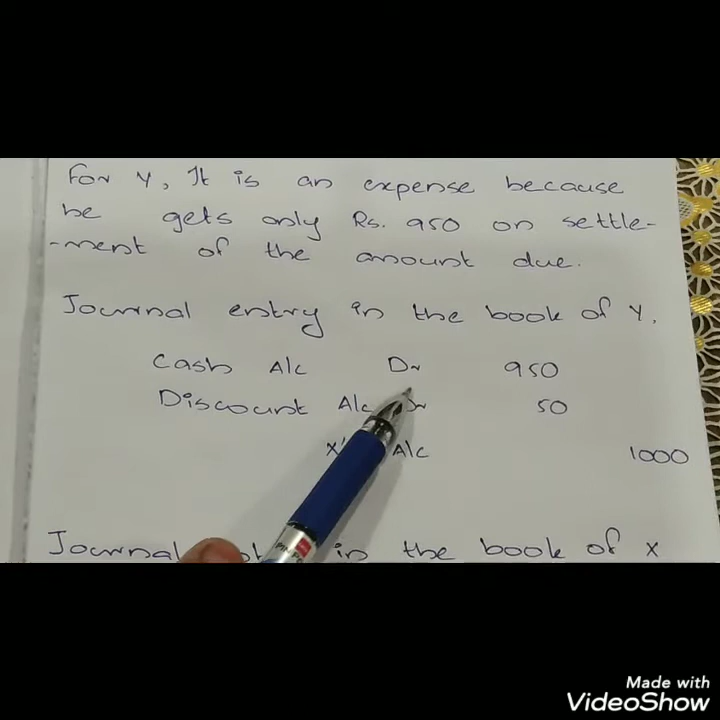 For Y, It is an expense because
he gets only Rs. 950 on settle-
-ment of the amount due.
Journal entry in the book of Y.
Cash A/c Dr 950
Discount A/c Dr 50
A/c 1000
in the book of X
Made with
VideoShow